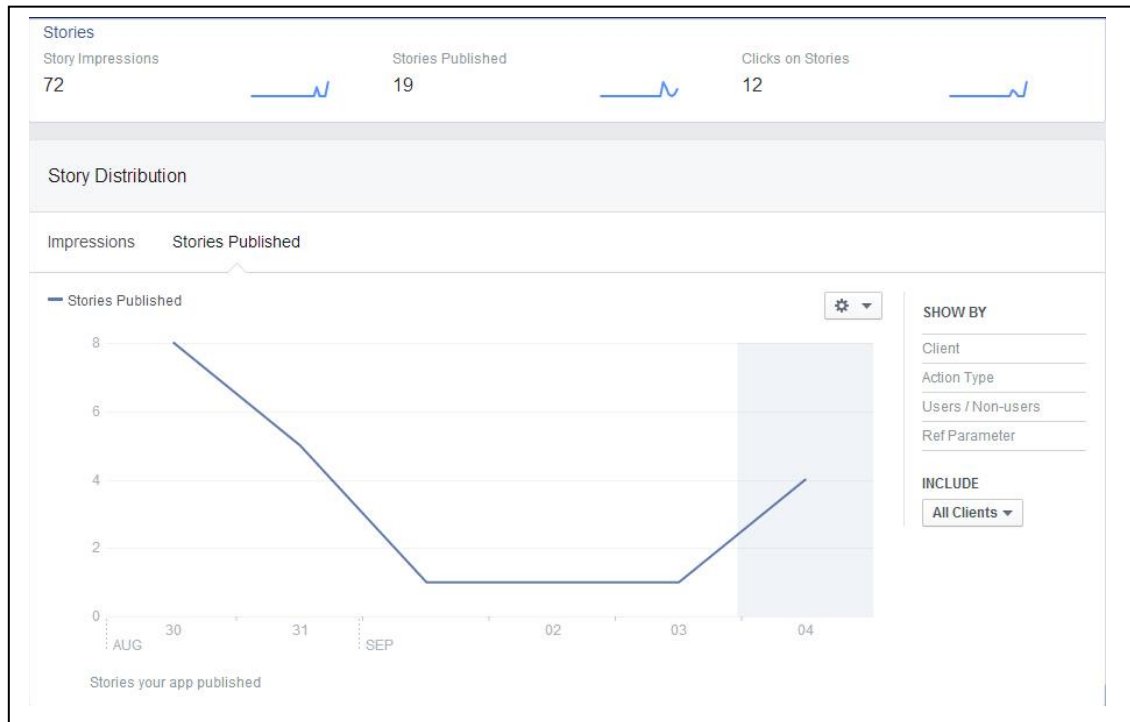 Stories
Story Impressions Stories Published Clicks on Stories
72 19 12
Story Distribution
Impressions Stories Published
Stories Published
SHOW BY
Client
Action Type
Users / Non-users
Ref Parameter
INCLUDE
All Clients
8
6
4
2
0
30 31 02 03 04
AUG SEP
Stories your app published